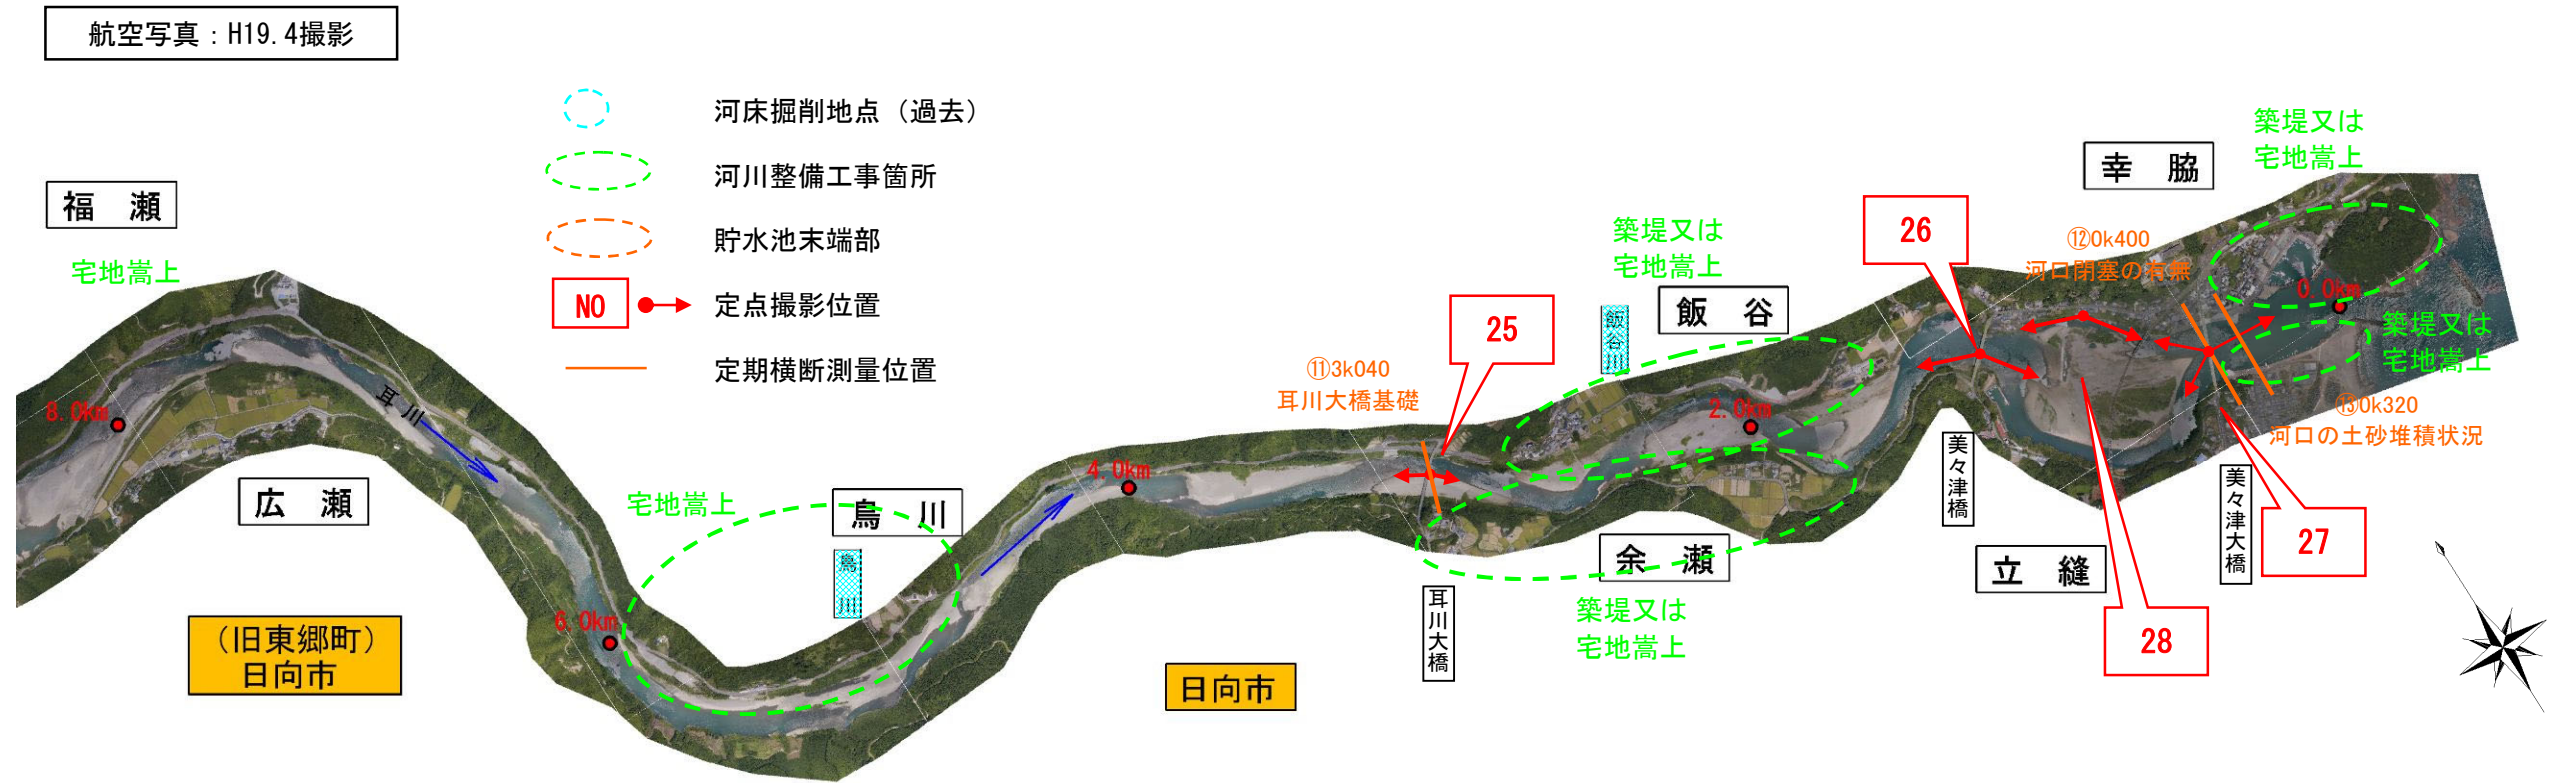 航空写真：H19.4撮影
河床掘削地点（過去）
河川整備工事箇所
貯水池末端部
NO
定点撮影位置
定期横断測量位置
福　瀬
宅地嵩上
8.0km
耳川
広　瀬
（旧東郷町）
日向市
6.0km
宅地嵩上
鳥　川
鳥川
4.0km
日向市
⑪3k040
耳川大橋基礎
25
耳川大橋
築堤又は
宅地嵩上
飯谷川
飯　谷
2.0km
余　瀬
築堤又は
宅地嵩上
26
美々津橋
立　縫
28
幸　脇
⑫0k400
河口閉塞の有無
築堤又は
宅地嵩上
0.0km
築堤又は
宅地嵩上
⑬0k320
河口の土砂堆積状況
美々津大橋
27